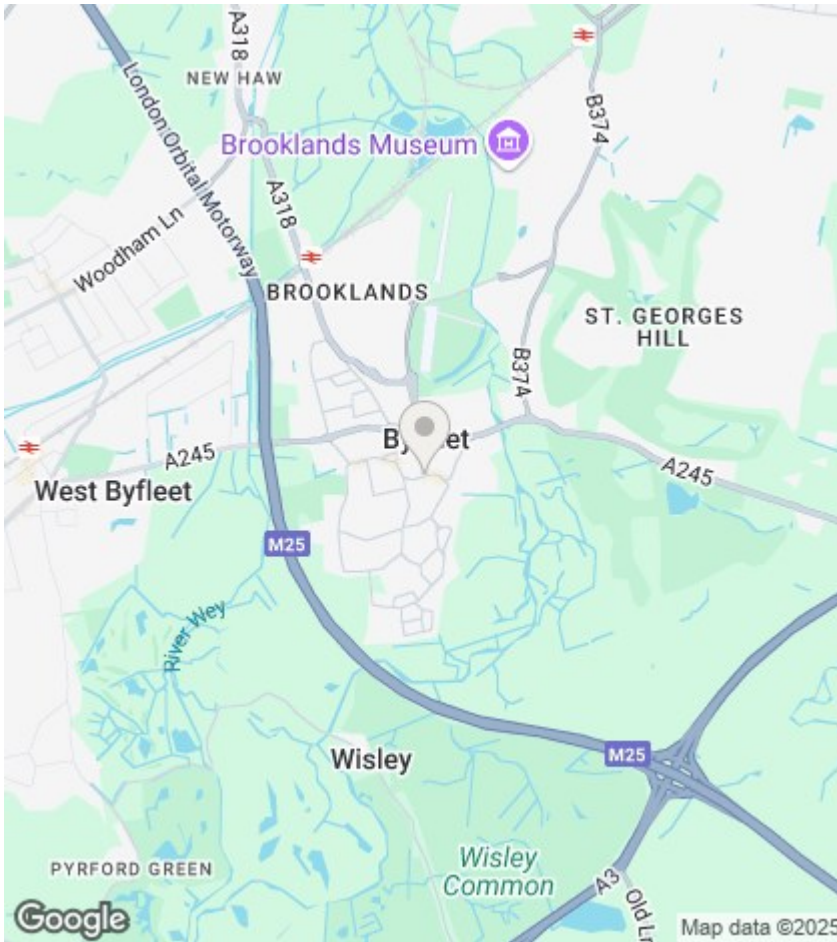 A318
NEW HAW
B374
London Orbital Motorway
Brooklands Museum
A318
Woodham Ln
BROOKLANDS
ST. GEORGES
HILL
B374
Byfleet
A245
A245
West Byfleet
M25
River Wey
Wisley
M25
PYRFORD GREEN
Wisley
Common
A3
Google
Map data ©2025